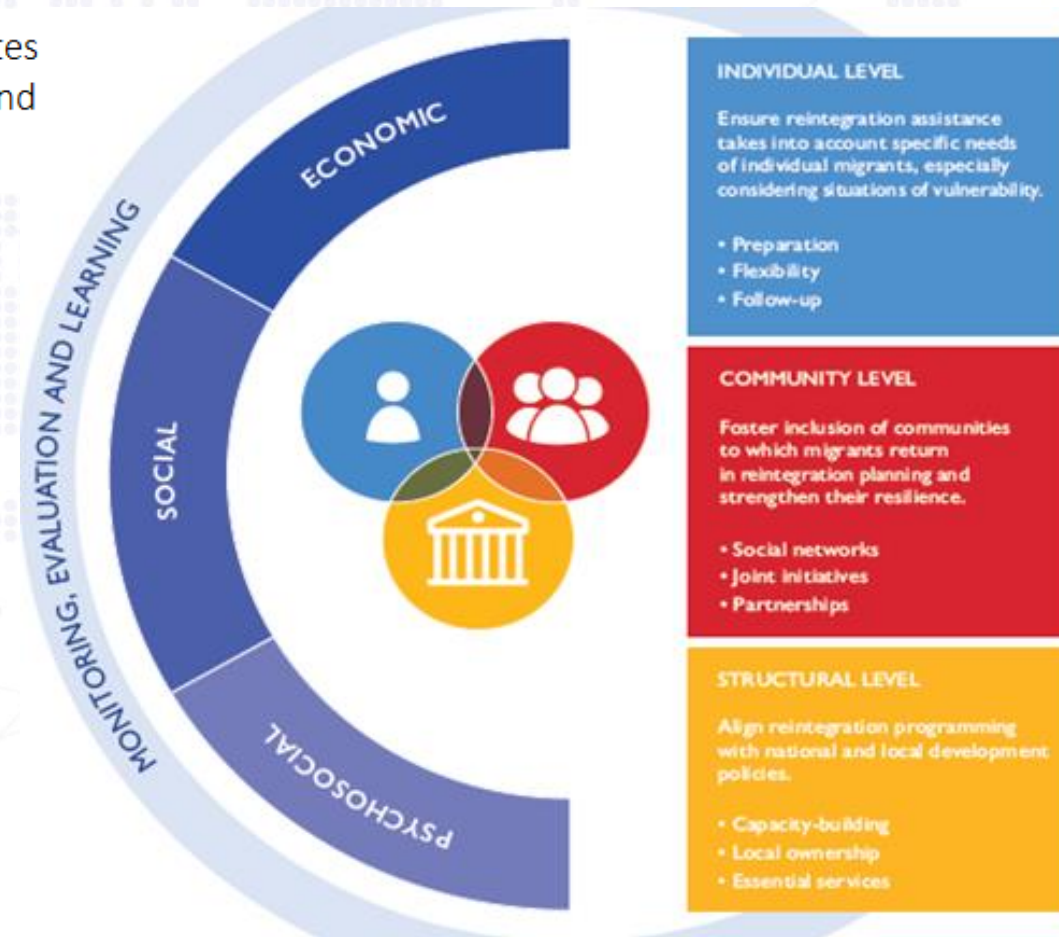 MONITORING, EVALUATION AND LEARNING
ECONOMIC
SOCIAL
PSYCHOSOCIAL
INDIVIDUAL LEVEL
Ensure reintegration assistance
takes into account specific needs
of individual migrants, especially
considering situations of vulnerability.
• Preparation
• Flexibility
• Follow-up
COMMUNITY LEVEL
Foster inclusion of communities
to which migrants return
in reintegration planning and
strengthen their resilience.
• Social networks
• Joint initiatives
• Partnerships
STRUCTURAL LEVEL
Align reintegration programming
with national and local development
policies.
• Capacity-building
• Local ownership
• Essential services